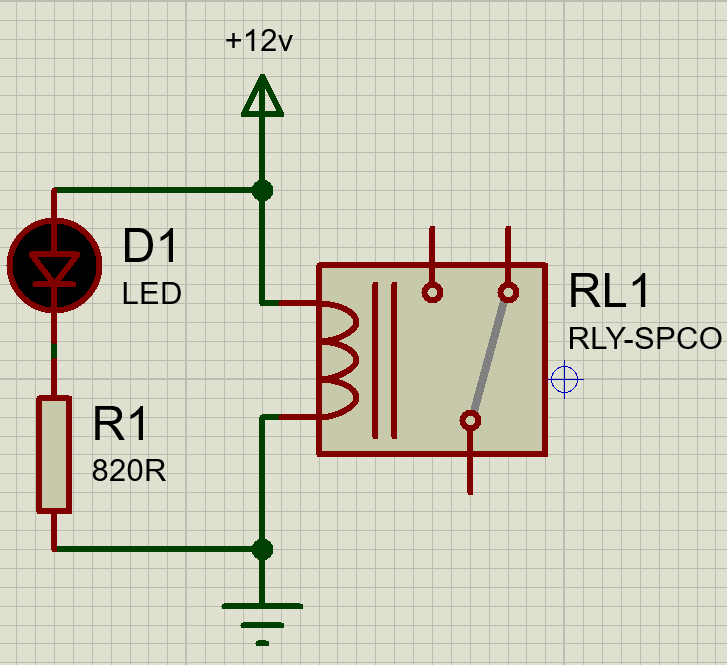 +12v
D1
LED
RL1
RLY-SPCO
R1
820R